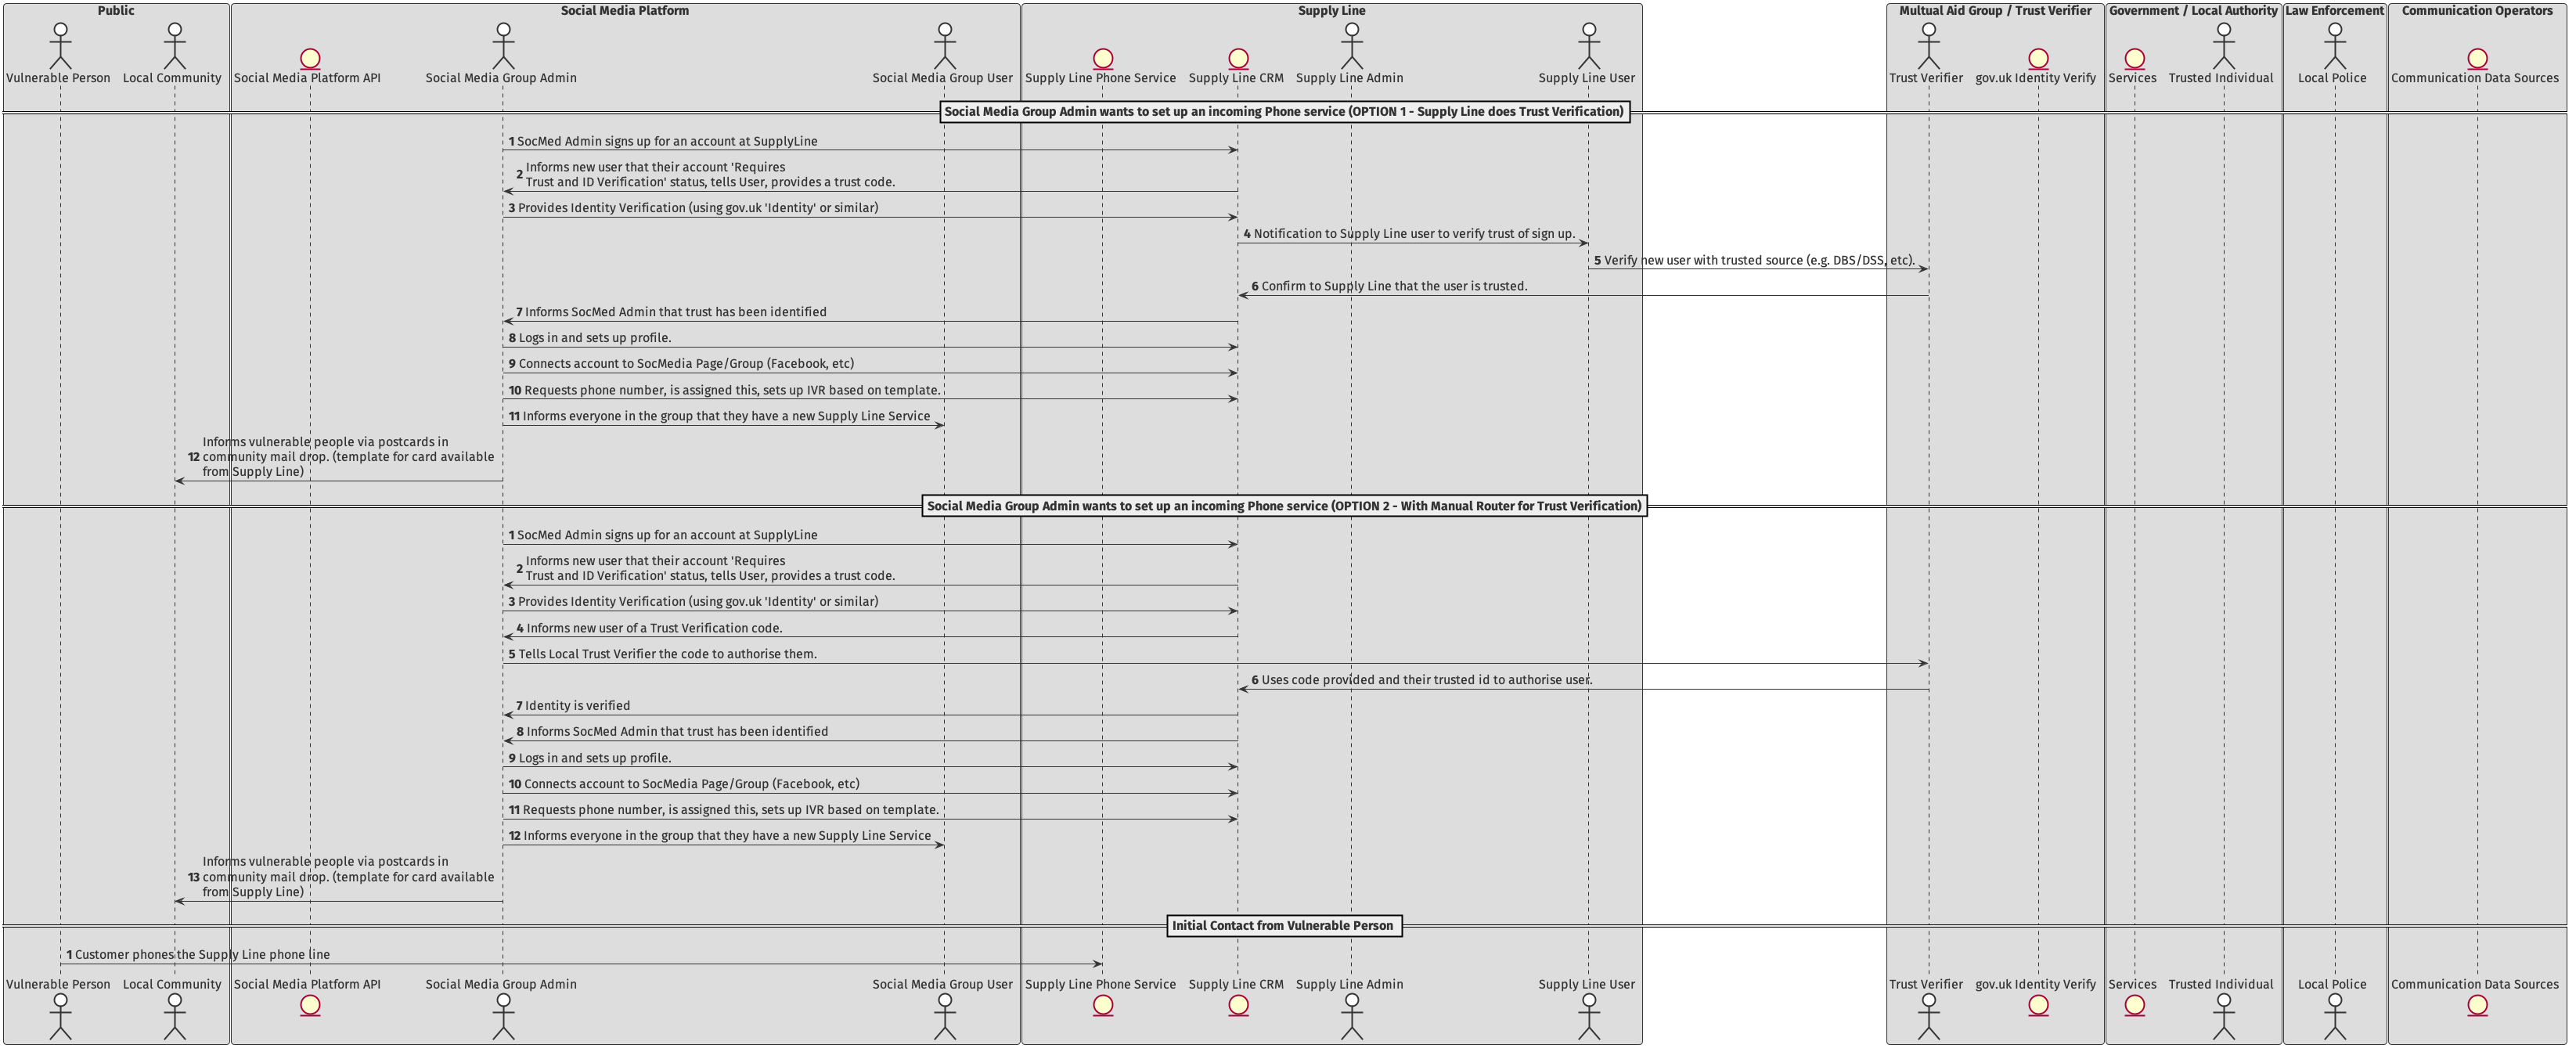 Public
Social Media Platform
Supply Line
Multual Aid Group / Trust Verifier
Government / Local Authority
Law Enforcement
Communication Operators
Vulnerable Person
Local Community
Social Media Platform API
Social Media Group Admin
Social Media Group User
Supply Line Phone Service
Supply Line CRM
Supply Line Admin
Supply Line User
Trust Verifier
gov.uk Identity Verify
Services
Trusted Individual
Local Police
Communication Data Sources
Social Media Group Admin wants to set up an incoming Phone service (OPTION 1 - Supply Line does Trust Verification)
1 SocMed Admin signs up for an account at SupplyLine
2 Informs new user that their account 'Requires
Trust and ID Verification' status, tells User, provides a trust code.
3 Provides Identity Verification (using gov.uk 'Identity' or similar)
4 Notification to Supply Line user to verify trust of sign up.
5 Verify new user with trusted source (e.g. DBS/DSS, etc).
6 Confirm to Supply Line that the user is trusted.
7 Informs SocMed Admin that trust has been identified
8 Logs in and sets up profile.
9 Connects account to SocMedia Page/Group (Facebook, etc)
10 Requests phone number, is assigned this, sets up IVR based on template.
11 Informs everyone in the group that they have a new Supply Line Service
Informs vulnerable people via postcards in
12 community mail drop. (template for card available
from Supply Line)
Social Media Group Admin wants to set up an incoming Phone service (OPTION 2 - With Manual Router for Trust Verification)
1 SocMed Admin signs up for an account at SupplyLine
2 Informs new user that their account 'Requires
Trust and ID Verification' status, tells User, provides a trust code.
3 Provides Identity Verification (using gov.uk 'Identity' or similar)
4 Informs new user of a Trust Verification code.
5 Tells Local Trust Verifier the code to authorise them.
6 Uses code provided and their trusted id to authorise user.
7 Identity is verified
8 Informs SocMed Admin that trust has been identified
9 Logs in and sets up profile.
10 Connects account to SocMedia Page/Group (Facebook, etc)
11 Requests phone number, is assigned this, sets up IVR based on template.
12 Informs everyone in the group that they have a new Supply Line Service
Informs vulnerable people via postcards in
13 community mail drop. (template for card available
from Supply Line)
Initial Contact from Vulnerable Person
1 Customer phones the Supply Line phone line
Vulnerable Person
Local Community
Social Media Platform API
Social Media Group Admin
Social Media Group User
Supply Line Phone Service
Supply Line CRM
Supply Line Admin
Supply Line User
Trust Verifier
gov.uk Identity Verify
Services
Trusted Individual
Local Police
Communication Data Sources